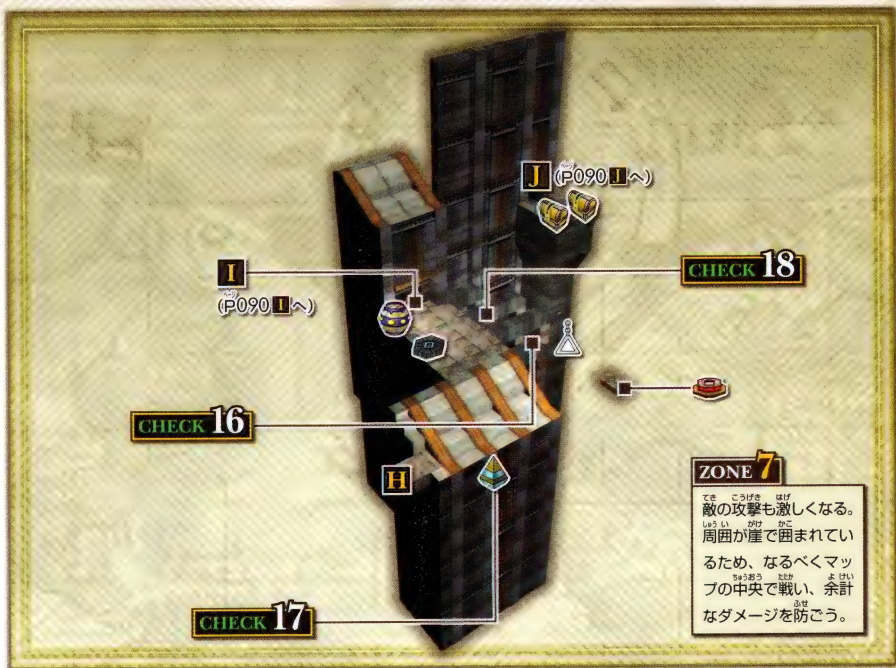 J (P090 Jへ)
I
(P090 Iへ)
CHECK 18
CHECK 16
H
CHECK 17
ZONE 7
敵の攻撃も激しくなる。
周囲が崖で囲まれてい
るため、なるべくマッ
プの中央で戦い、余計
なダメージを防ごう。